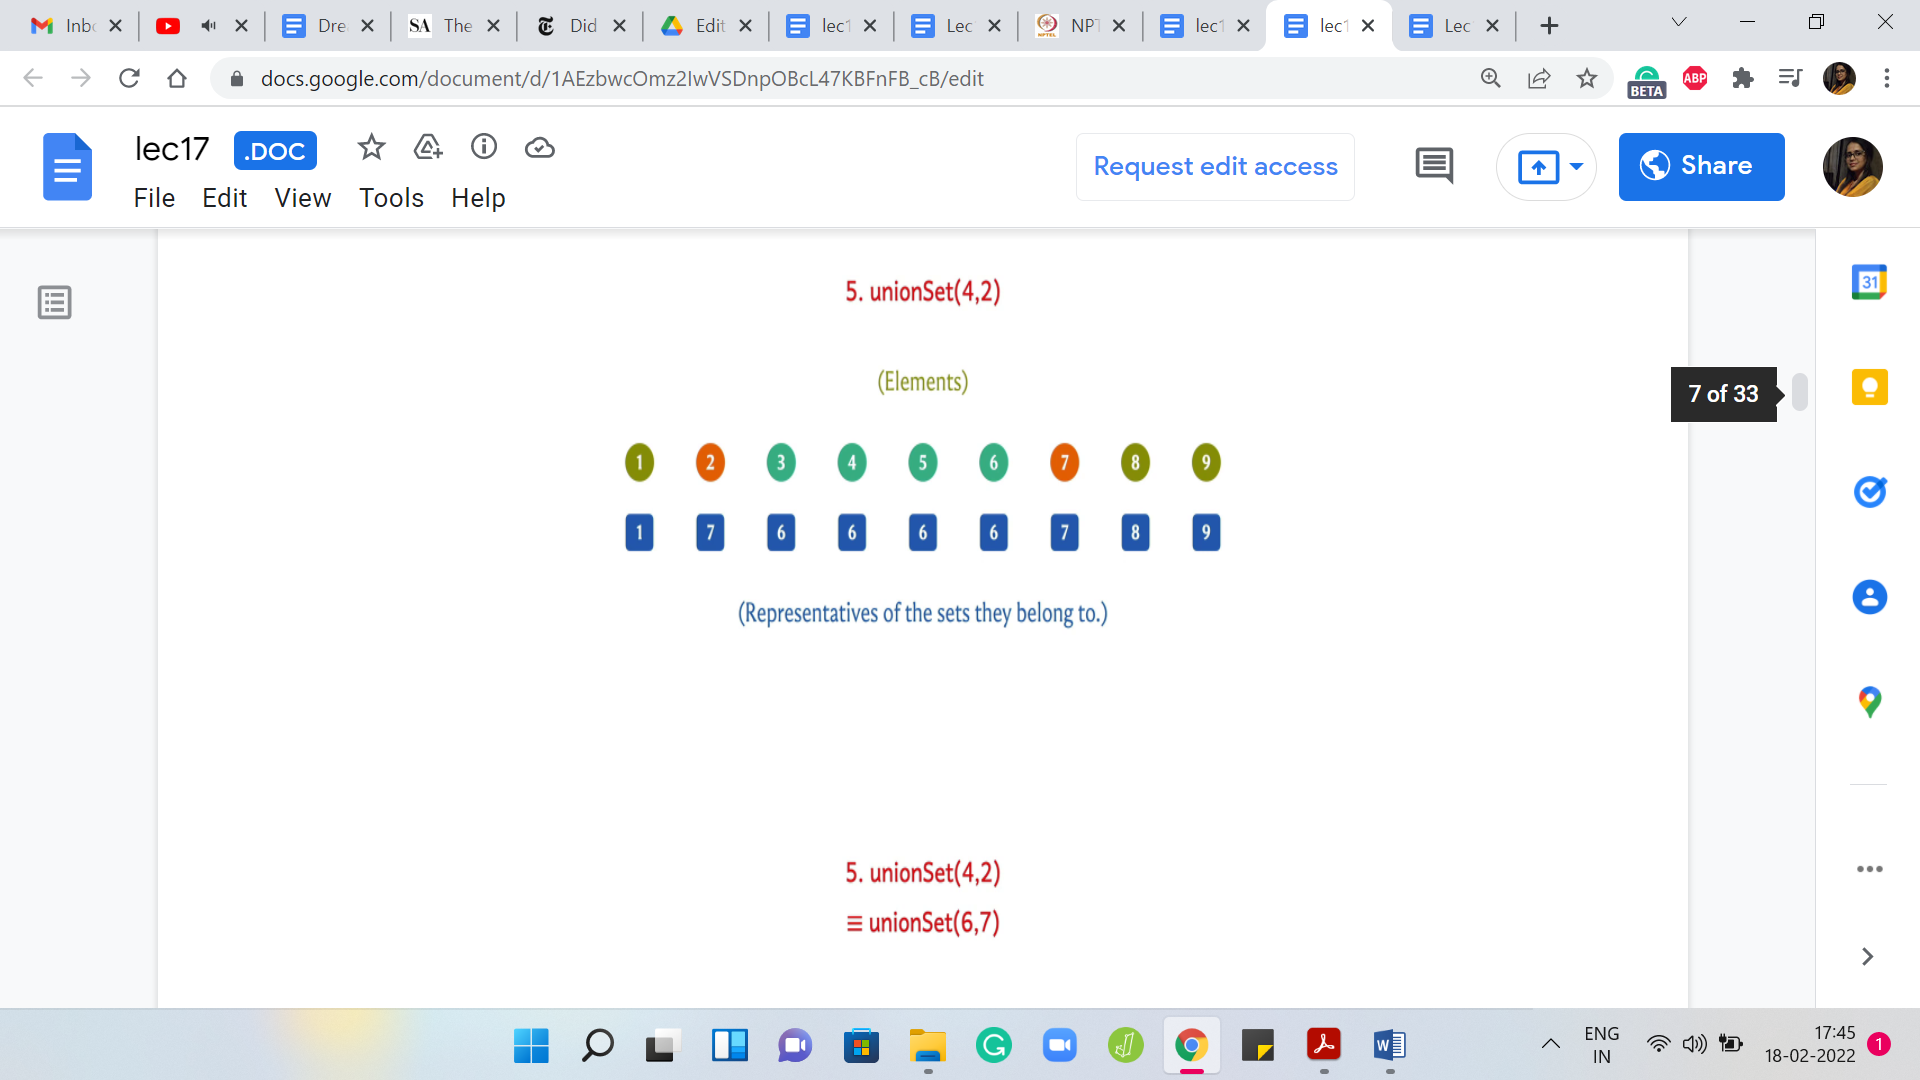 Inbc
Dre
SA The
Did
Edit
lec1
Lec
NPT
lec1
lec1
Lec
docs.google.com/document/d/1AEzbwcOmz2IwVSDnpOBcL47KBFnFB_cB/edit
BETA
ABP
lec17 .DOC
File Edit View Tools Help
Request edit access
Share
5. unionSet(4,2)
(Elements)
1 2 3 4 5 6 7 8 9
1 7 6 6 6 6 7 8 9
(Representatives of the sets they belong to.)
5. unionSet(4,2)
≡ unionSet(6,7)
7 of 33
31
ENG
IN
17:45
18-02-2022
1